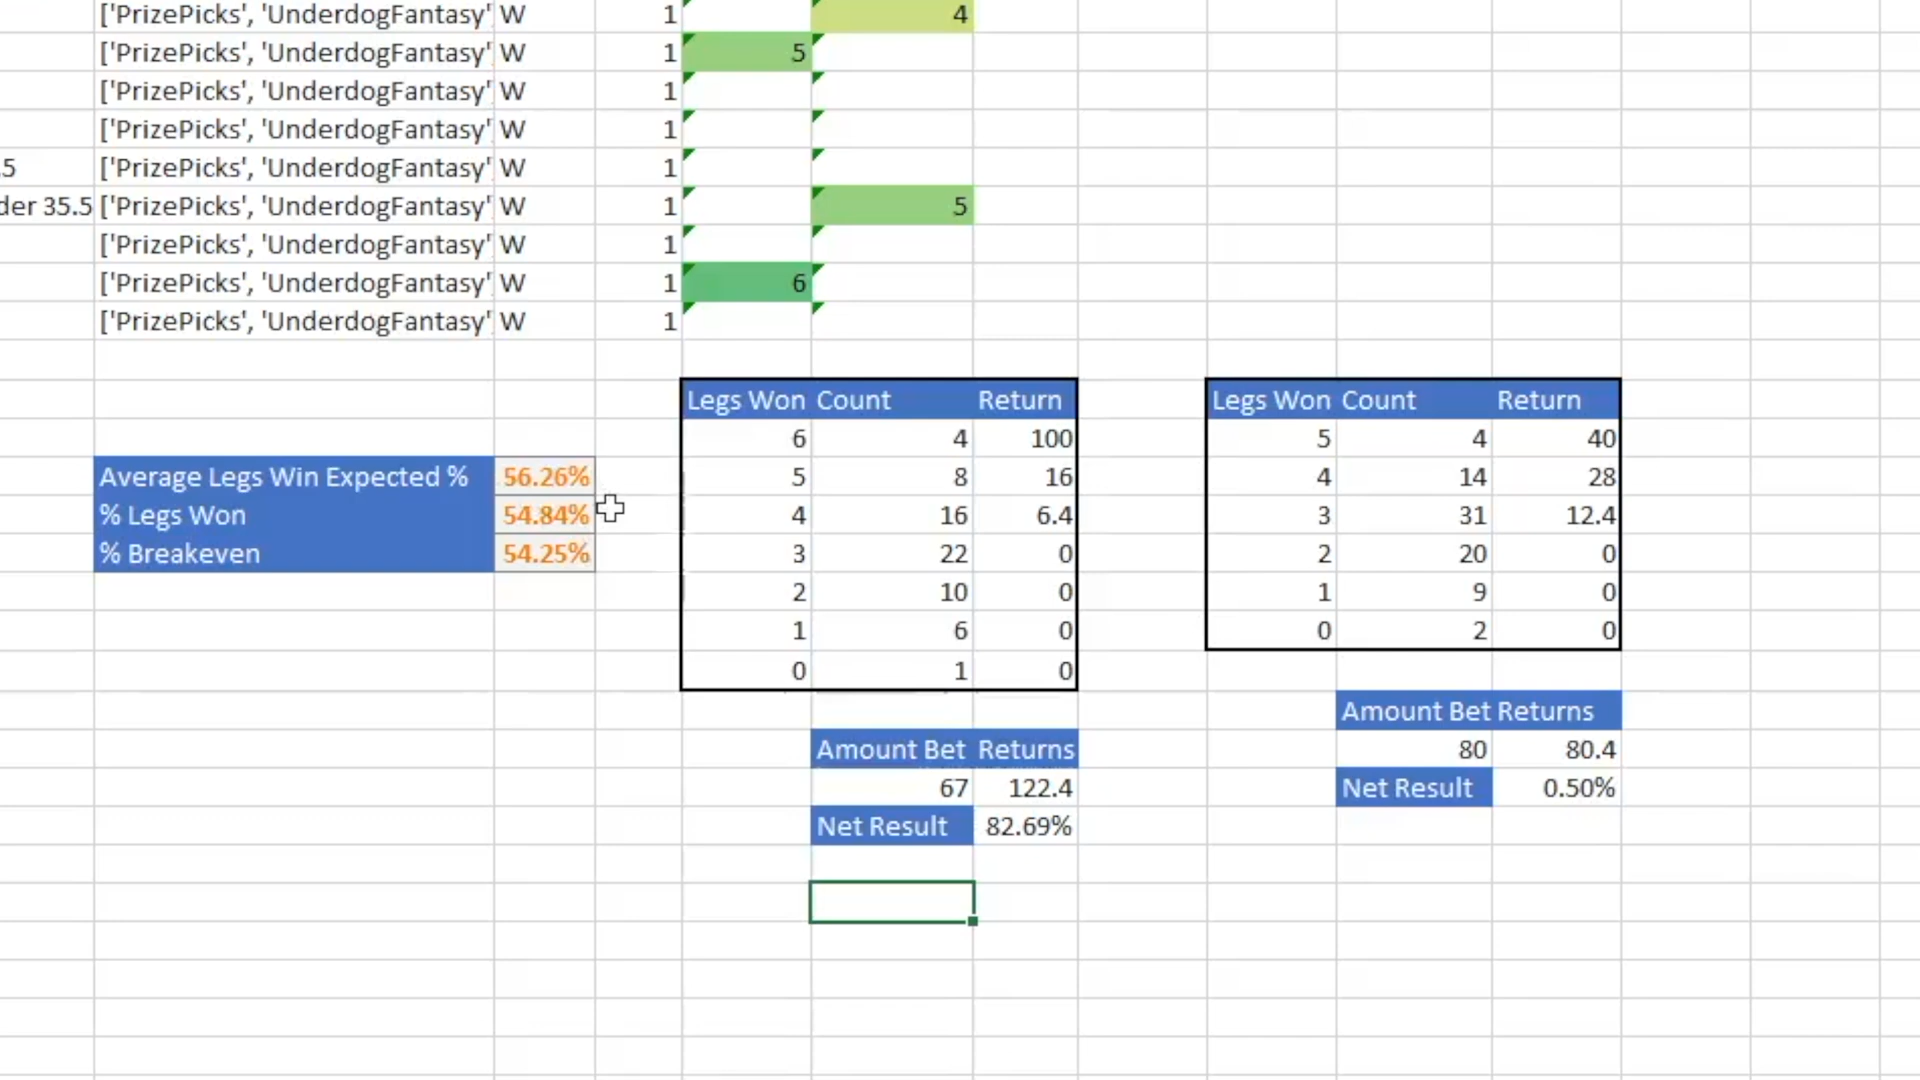 ['PrizePicks', 'UnderdogFantasy' W 1 4
['PrizePicks', 'UnderdogFantasy' W 1 5
['PrizePicks', 'UnderdogFantasy' W 1
['PrizePicks', 'UnderdogFantasy' W 1
.5 ['PrizePicks', 'UnderdogFantasy' W 1
der 35.5 ['PrizePicks', 'UnderdogFantasy' W 1 5
['PrizePicks', 'UnderdogFantasy' W 1
['PrizePicks', 'UnderdogFantasy' W 1 6
['PrizePicks', 'UnderdogFantasy' W 1
Average Legs Win Expected % 56.26%
% Legs Won 54.84%
% Breakeven 54.25%
Legs Won Count Return
6 4 100
5 8 16
4 16 6.4
3 22 0
2 10 0
1 6 0
0 1 0
Amount Bet Returns
67 122.4
Net Result 82.69%
Legs Won Count Return
5 4 40
4 14 28
3 31 12.4
2 20 0
1 9 0
0 2 0
Amount Bet Returns
80 80.4
Net Result 0.50%